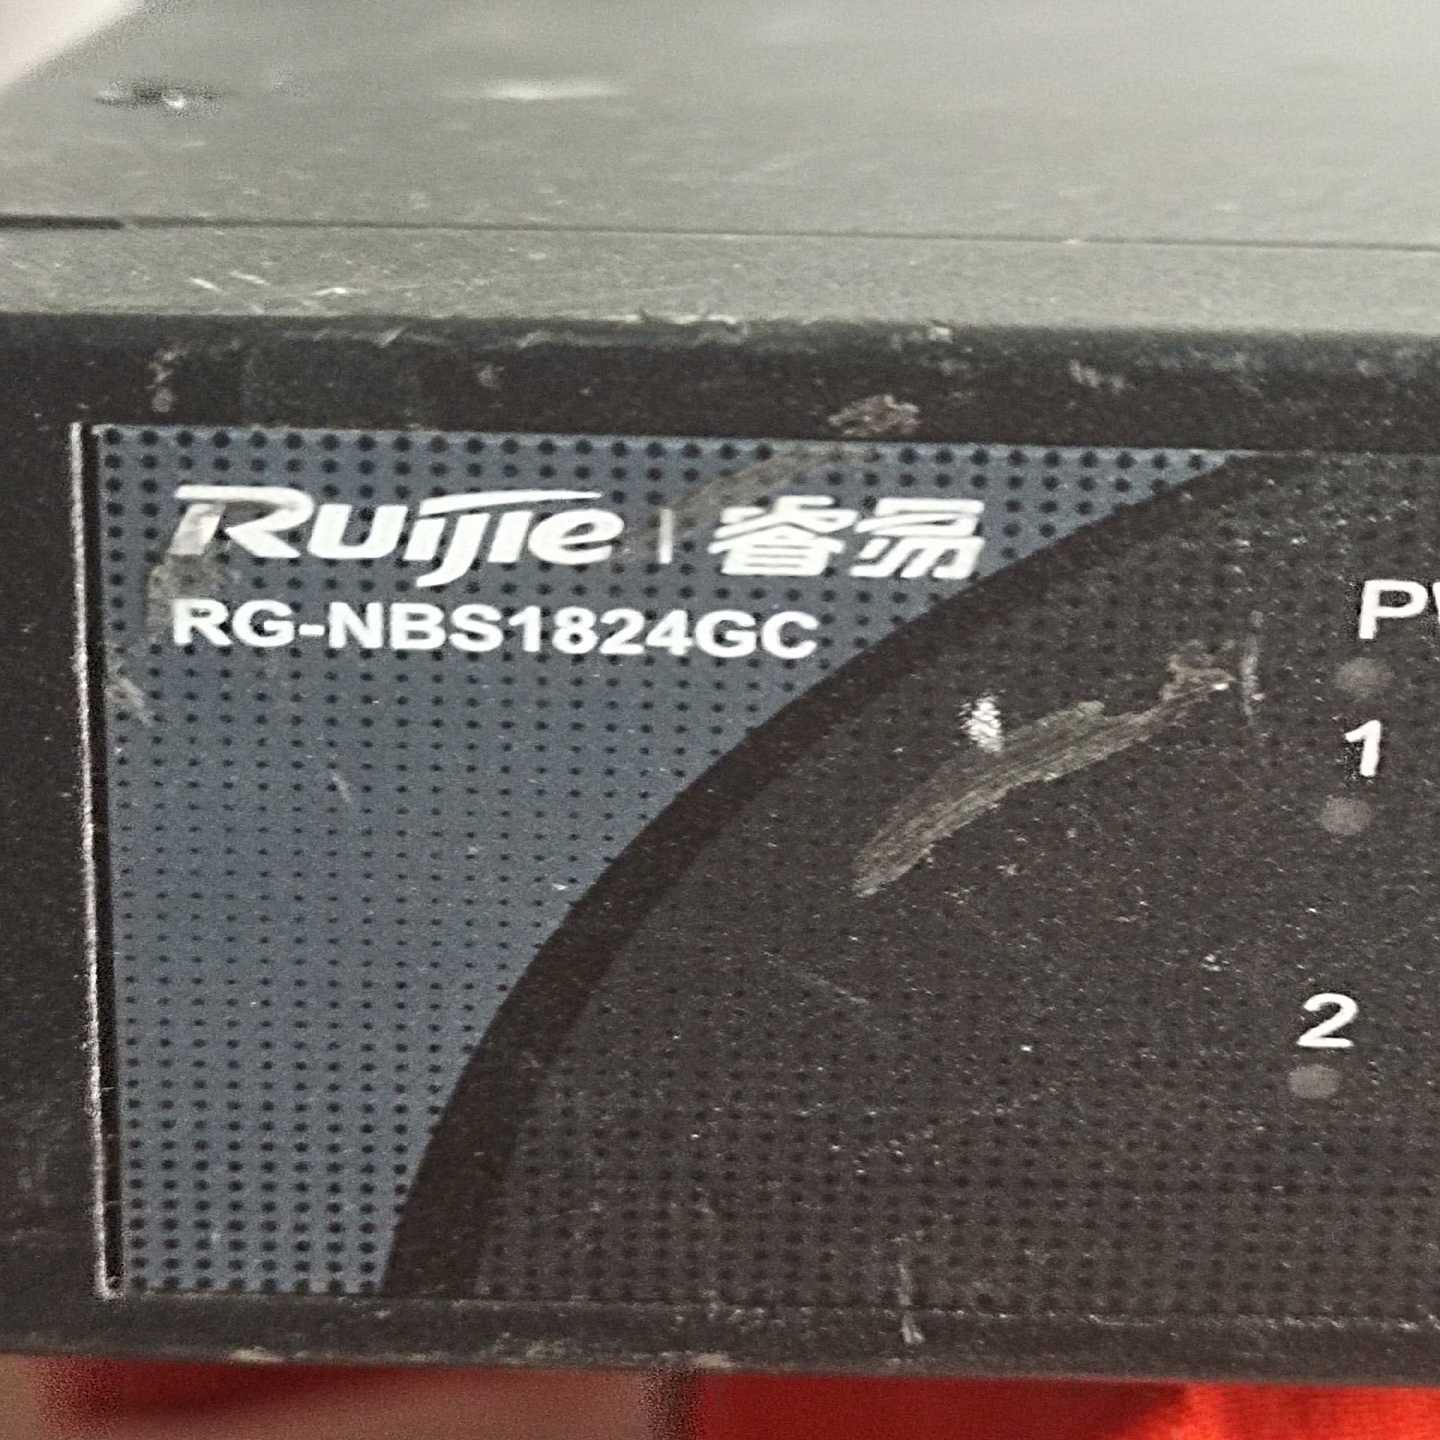 Ruijie | 睿易
RG-NBS1824GC
1
2